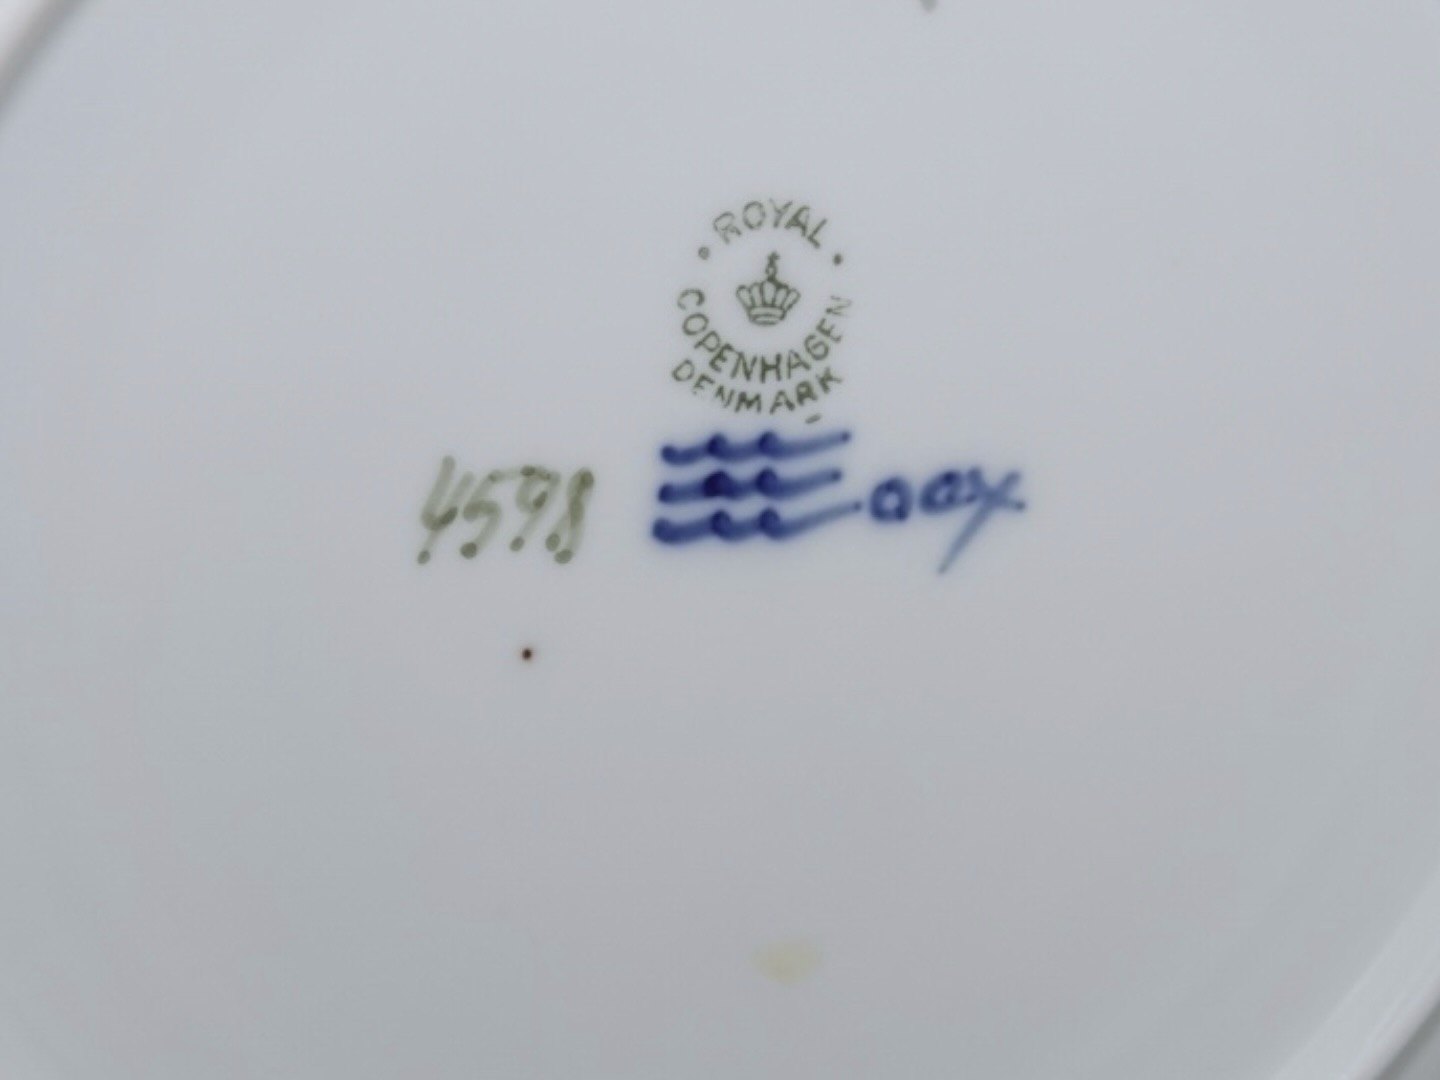 ROYAL
COPENHAGEN
DENMARK
4598